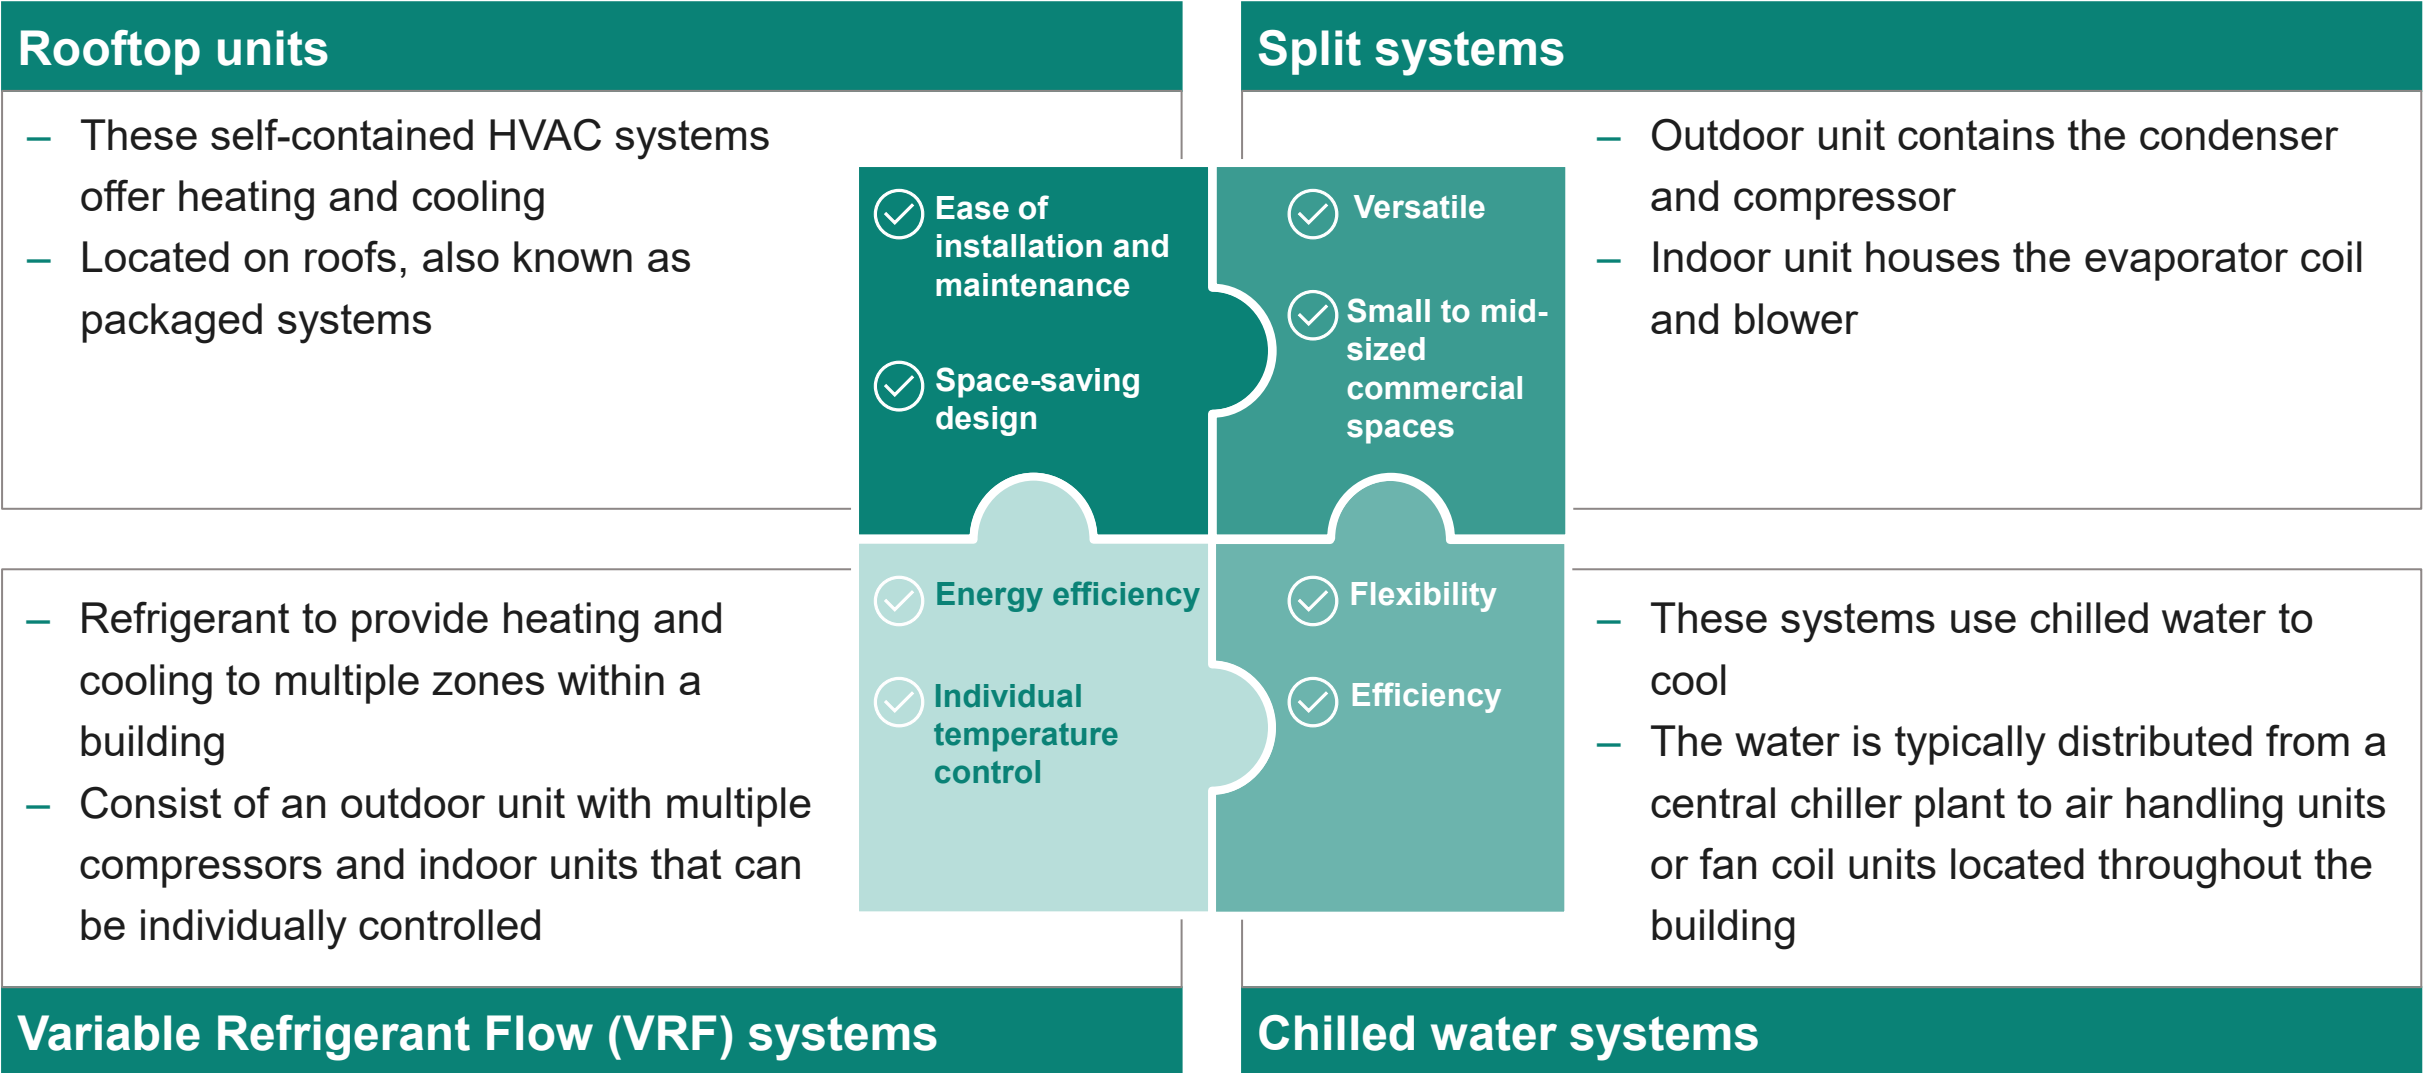 Rooftop units
– These self-contained HVAC systems
offer heating and cooling
– Located on roofs, also known as
packaged systems
Ease of
installation and
maintenance
Space-saving
design
Split systems
Versatile
Small to mid-
sized
commercial
spaces
– Outdoor unit contains the condenser
and compressor
– Indoor unit houses the evaporator coil
and blower
– Refrigerant to provide heating and
cooling to multiple zones within a
building
– Consist of an outdoor unit with multiple
compressors and indoor units that can
be individually controlled
Energy efficiency
Individual
temperature
control
Variable Refrigerant Flow (VRF) systems
Flexibility
Efficiency
– These systems use chilled water to
cool
– The water is typically distributed from a
central chiller plant to air handling units
or fan coil units located throughout the
building
Chilled water systems